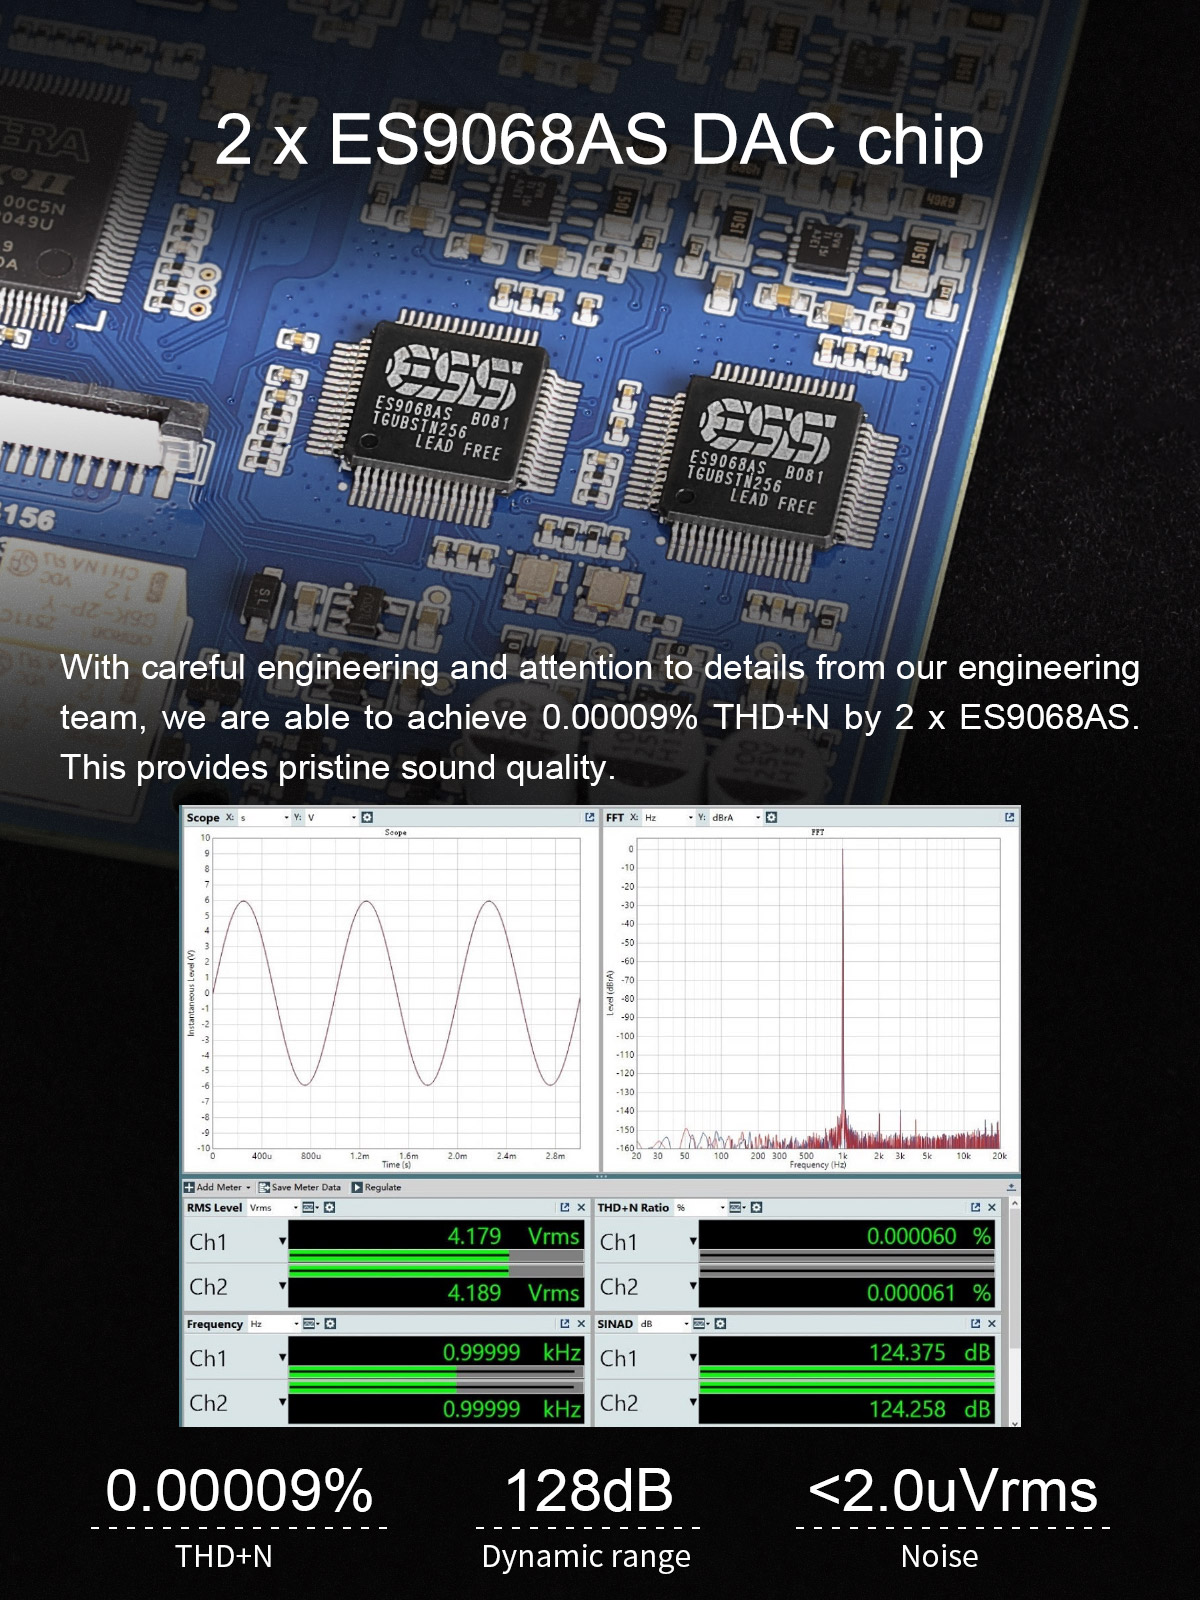 2 x ES9068AS DAC chip
ERA
00C5N
049U
ESS
ES9068AS B081
TGUBSTN256
LEAD FREE
ESS
ES9068AS B081
TGUBSTN256
LEAD FREE
1501
1501
1501
156
With careful engineering and attention to details from our engineering
team, we are able to achieve 0.00009% THD+N by 2 x ES9068AS.
This provides pristine sound quality.
Scope X: s Y: V
Scope
10
9
8
7
6
5
4
3
2
1
0
-1
-2
-3
-4
-5
-6
-7
-8
-9
-10
Instantaneous Level (V)
0 400u 800u 1.2m 1.6m 2.0m 2.4m 2.8m
Time (s)
FFT X: Hz Y: dBrA
FFT
0
-10
-20
-30
-40
-50
-60
-70
-80
-90
-100
-110
-120
-130
-140
-150
-160
Level (dBrA)
20 30 50 100 200 300 500 1k 2k 3k 5k 10k 20k
Frequency (Hz)
Add Meter Save Meter Data Regulate
RMS Level Vrms
Ch1 4.179 Vrms
Ch2 4.189 Vrms
THD+N Ratio %
Ch1 0.000060 %
Ch2 0.000061 %
Frequency Hz
Ch1 0.99999 kHz
Ch2 0.99999 kHz
SINAD dB
Ch1 124.375 dB
Ch2 124.258 dB
0.00009% 128dB <2.0uVrms
THD+N Dynamic range Noise